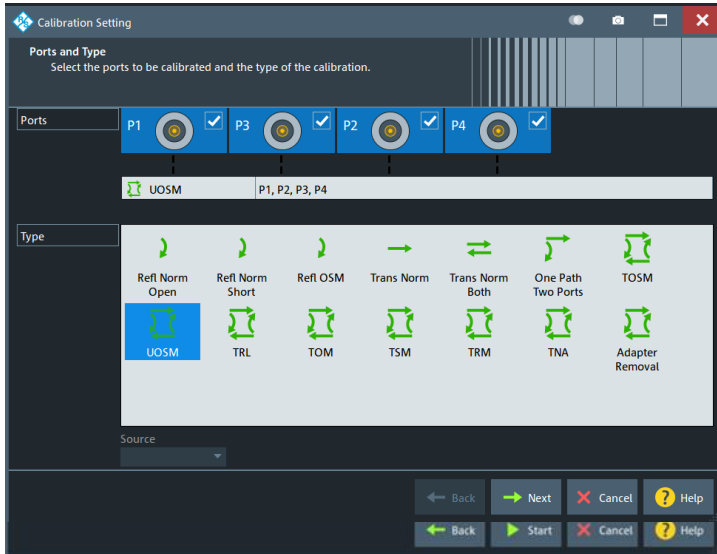 Calibration Setting
Ports and Type
Select the ports to be calibrated and the type of the calibration.
Ports
P1 P3 P2 P4
UOSM P1, P2, P3, P4
Type
Refl Norm Open
Refl Norm Short
Refl OSM
Trans Norm
Trans Norm Both
One Path Two Ports
TOSM
UOSM
TRL
TOM
TSM
TRM
TNA
Adapter Removal
Source
Back Next Cancel Help
Back Start Cancel Help